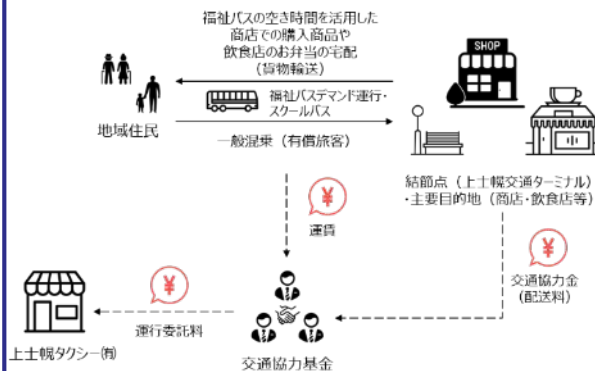 福祉バスの空き時間を活用した
商店での購入商品や
飲食店のお弁当の宅配
（貨物輸送）
SHOP
福祉バスデマンド運行・
スクールバス
地域住民
一般混乗（有償旅客）
結節点（上士幌交通ターミナル）
・主要目的地（商店・飲食店等）
¥
運賃
¥
交通協力金
（配送料）
¥
運行委託料
上士幌タクシー㈲
交通協力基金